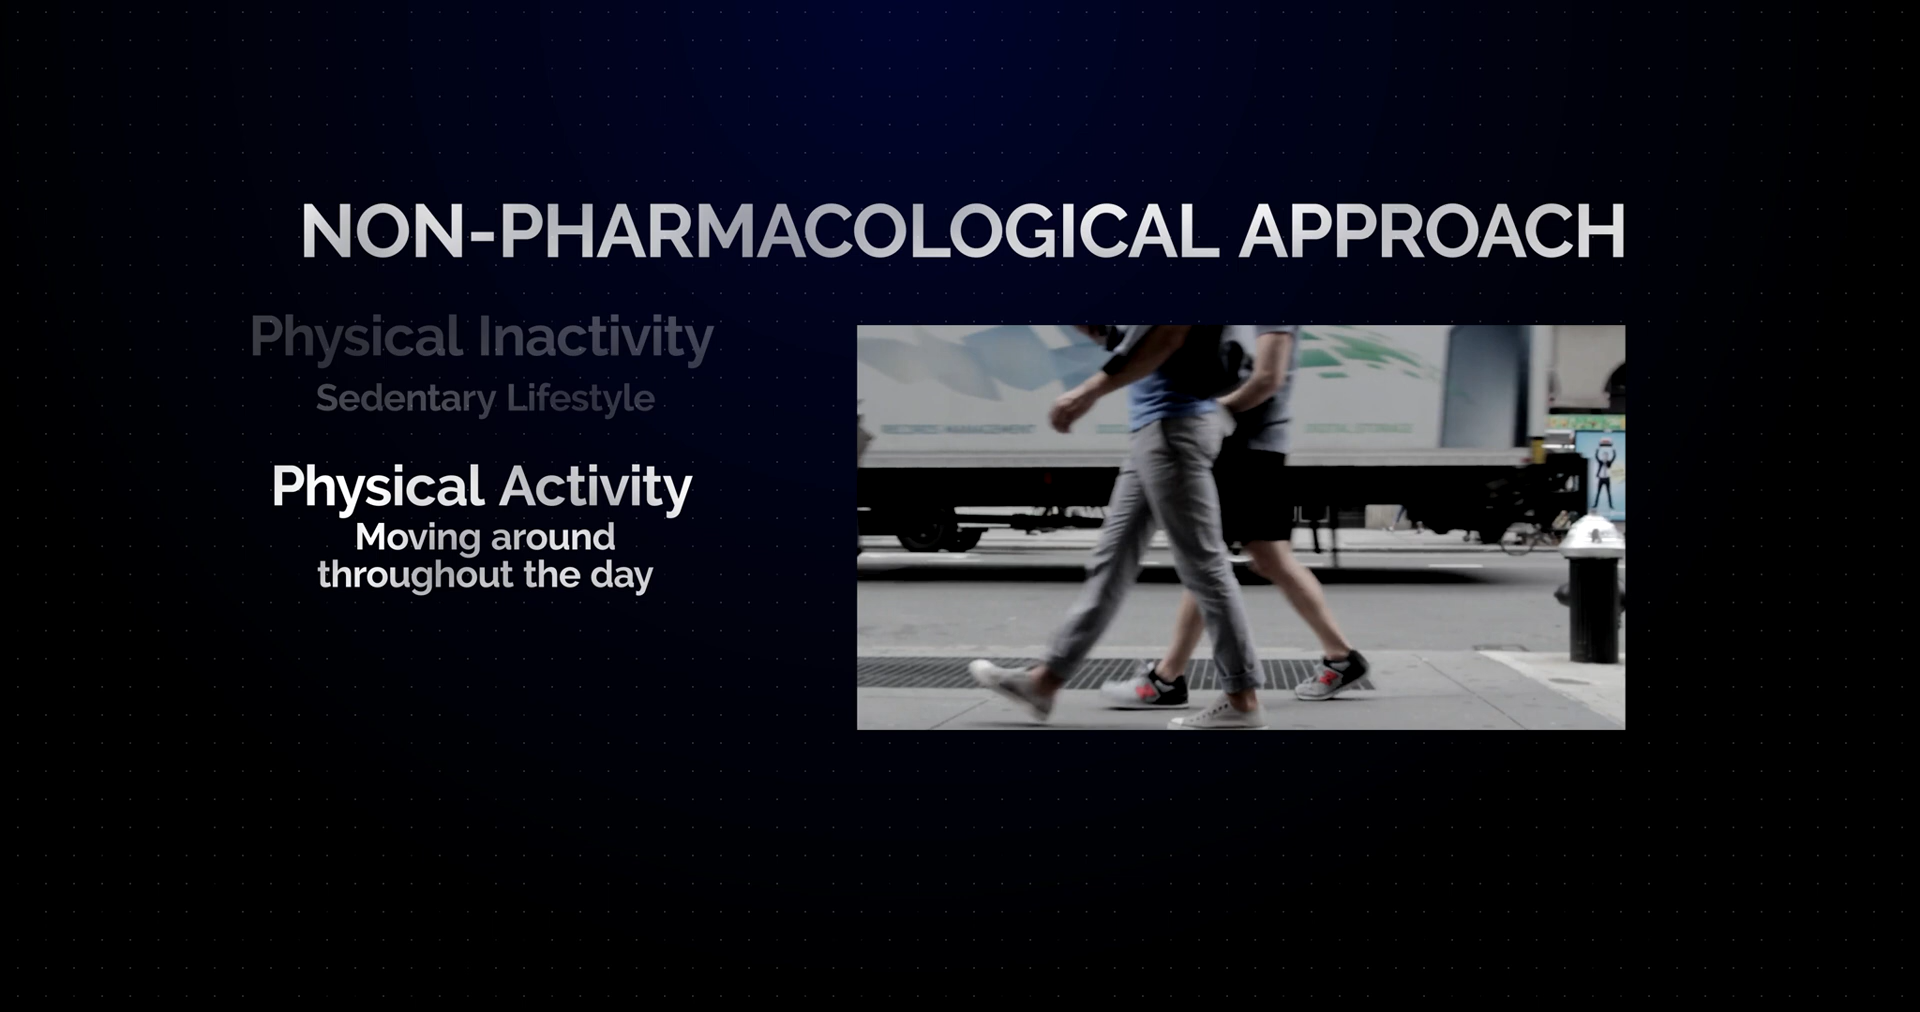 NON-PHARMACOLOGICAL APPROACH
Physical Inactivity
Sedentary Lifestyle
Physical Activity
Moving around
throughout the day